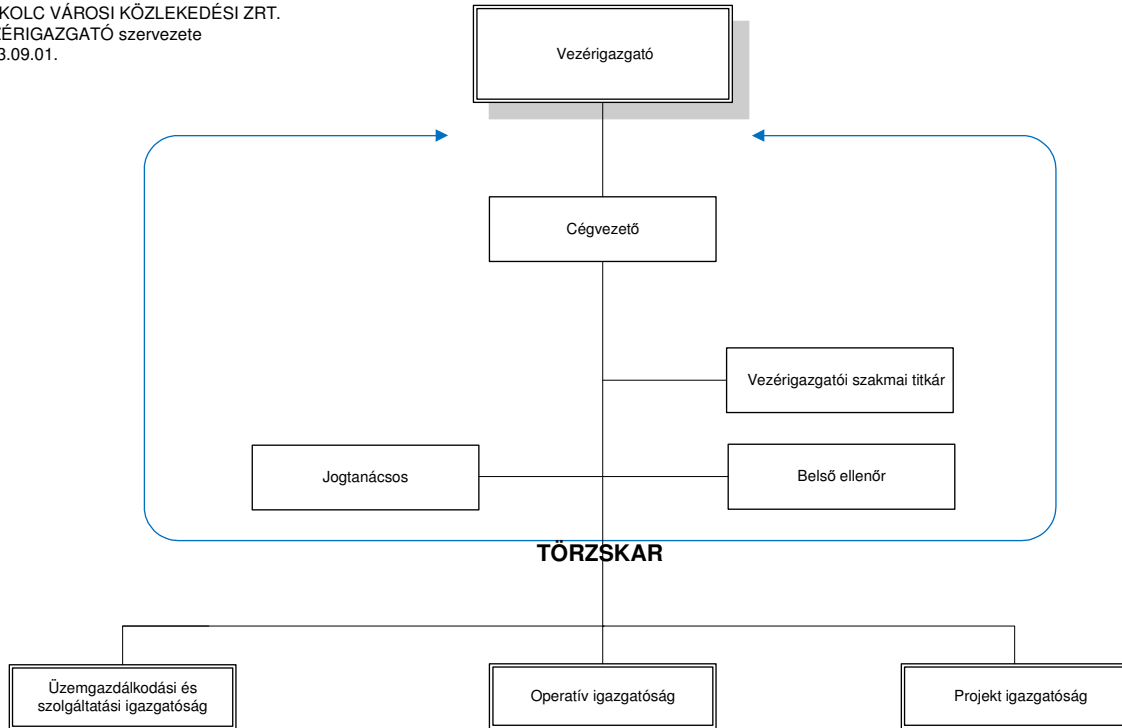 KOLC VÁROSI KÖZLEKEDÉSI ZRT.
ZÉRIGAZGATÓ szervezete
3.09.01.
Vezérigazgató
Cégvezető
Vezérigazgatói szakmai titkár
Jogtanácsos
Belső ellenőr
TÖRZSKAR
Üzemgazdálkodási és
szolgáltatási igazgatóság
Operatív igazgatóság
Projekt igazgatóság